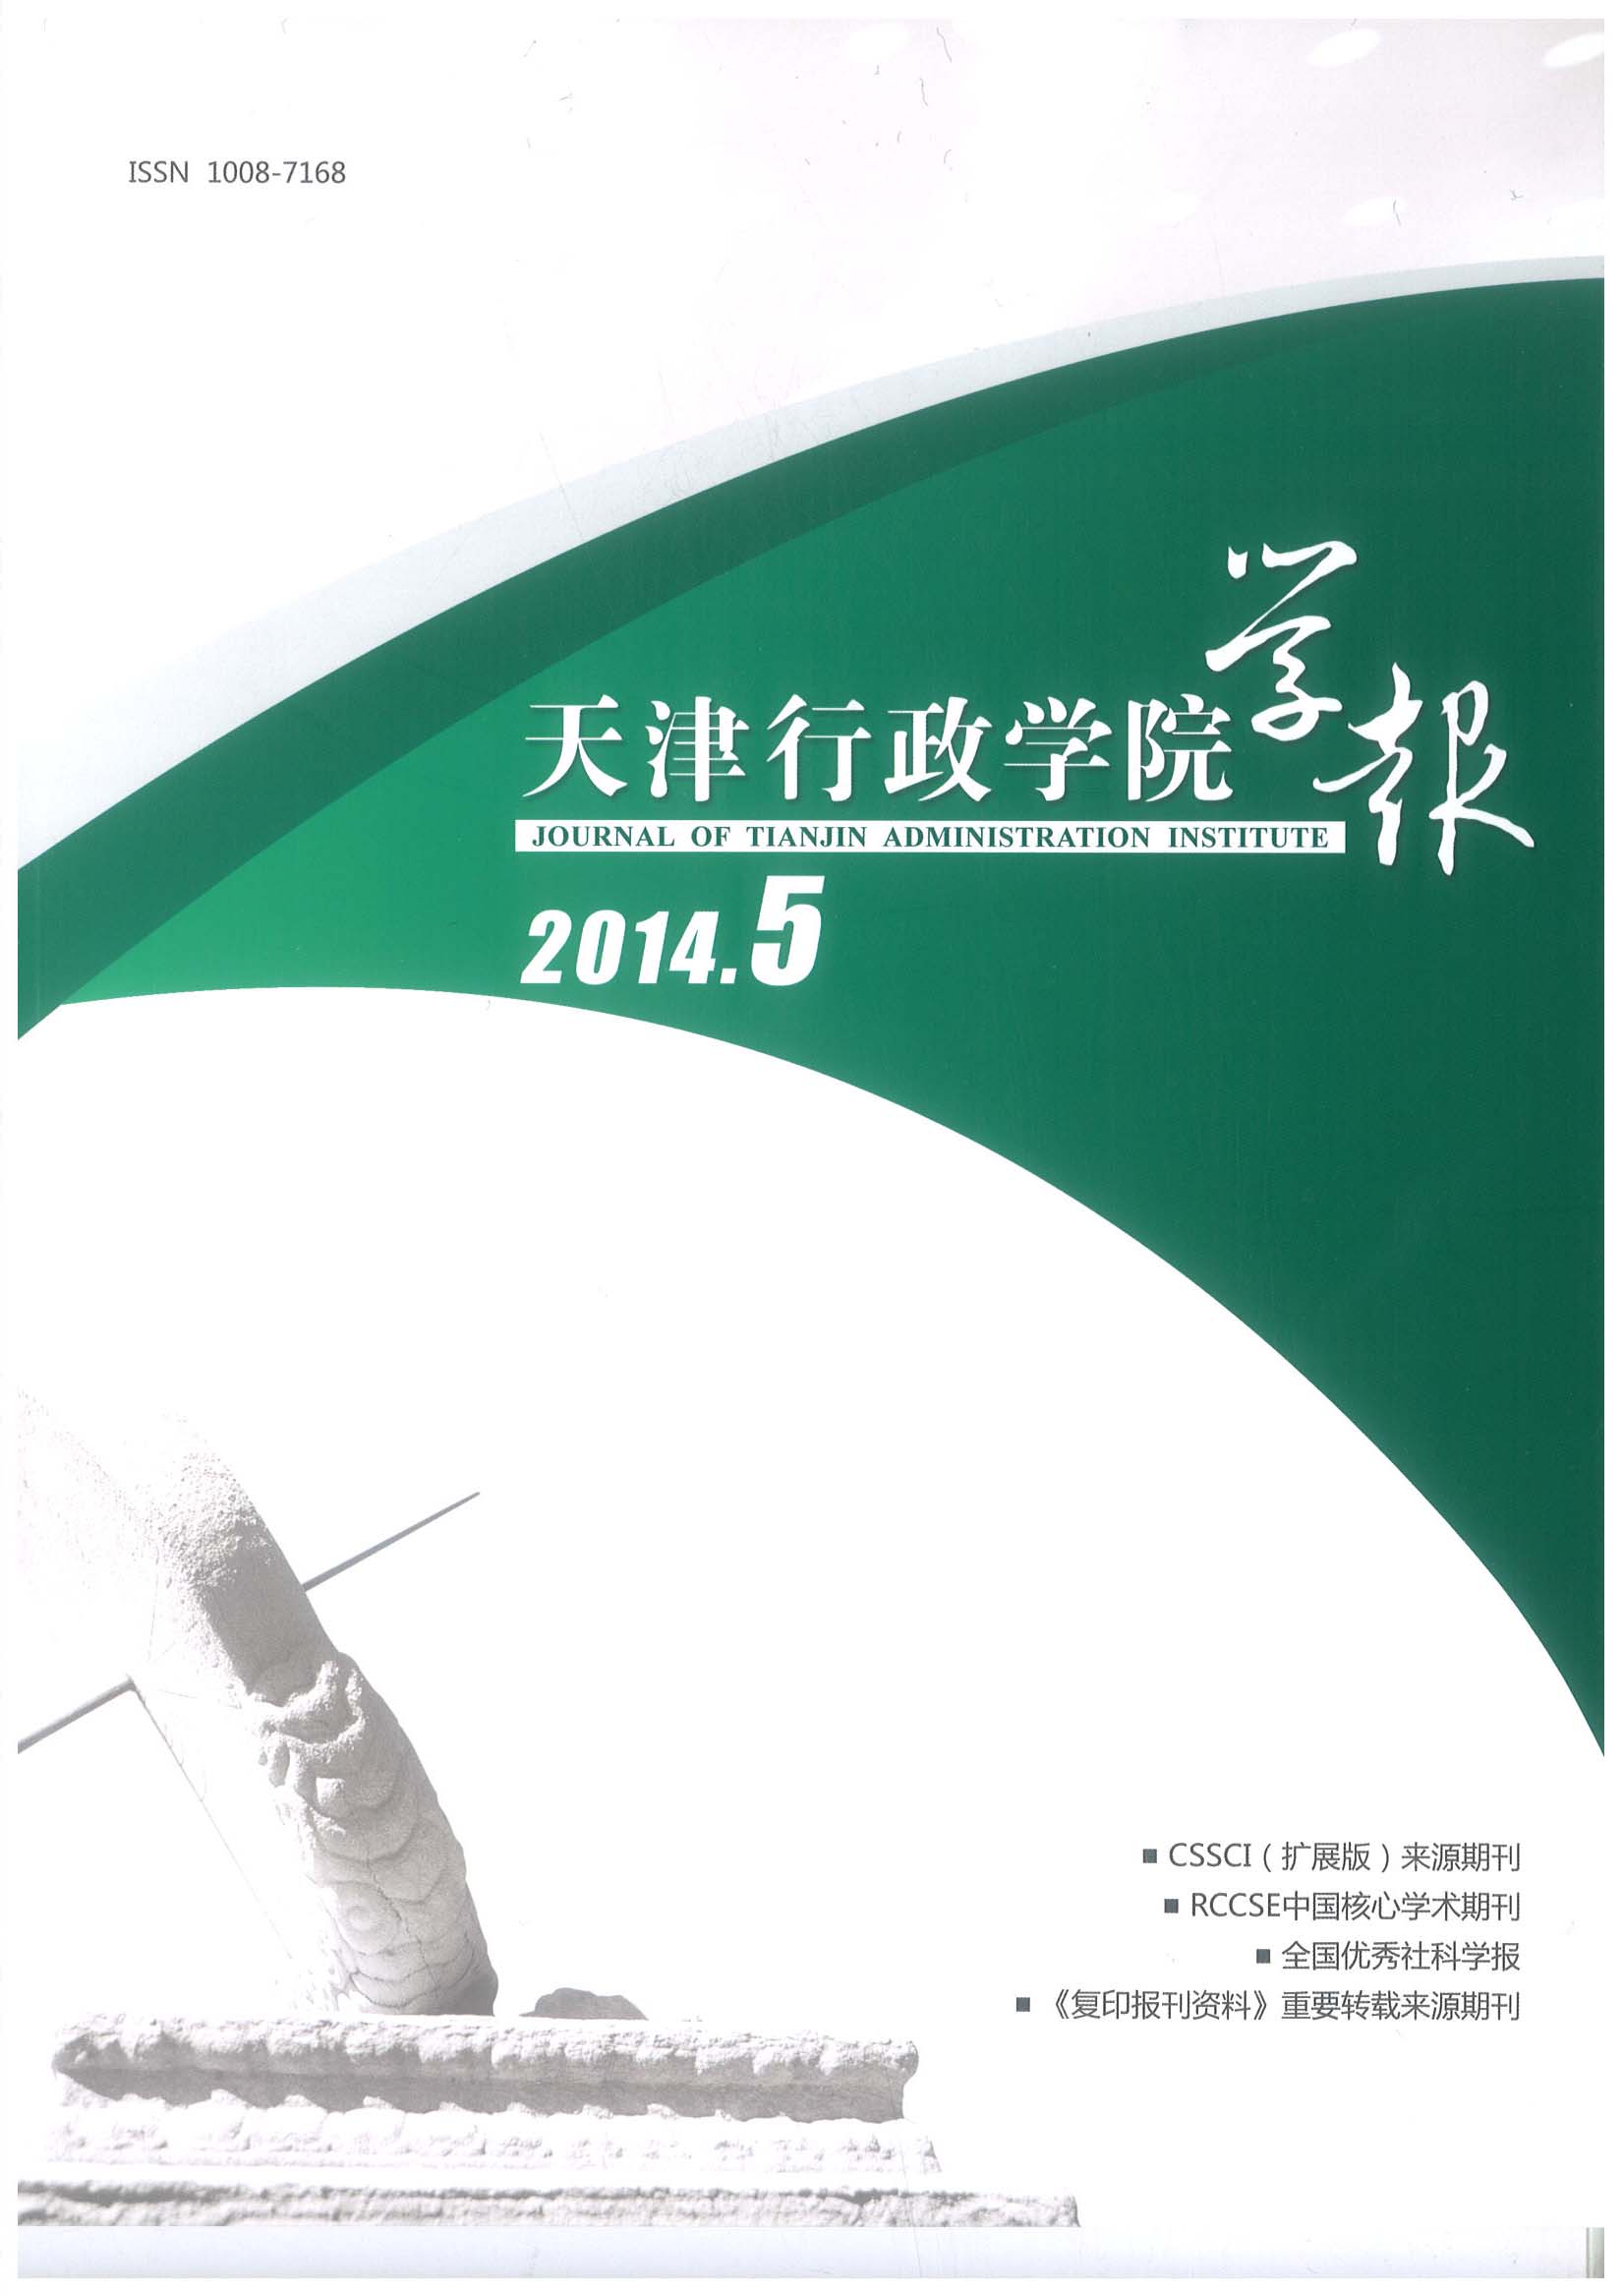 ISSN 1008-7168
天津行政学院学报
JOURNAL OF TIANJIN ADMINISTRATION INSTITUTE
2014.5
■ CSSCI（扩展版）来源期刊
■ RCCSE中国核心学术期刊
■ 全国优秀社科学报
■ 《复印报刊资料》重要转载来源期刊